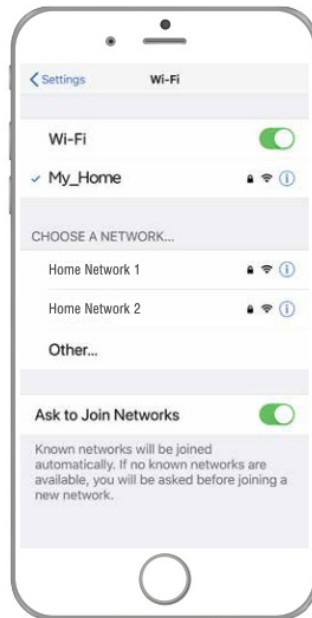 Settings Wi-Fi
Wi-Fi
My_Home
CHOOSE A NETWORK...
Home Network 1
Home Network 2
Other...
Ask to Join Networks
Known networks will be joined
automatically. If no known networks are
available, you will be asked before joining a
new network.